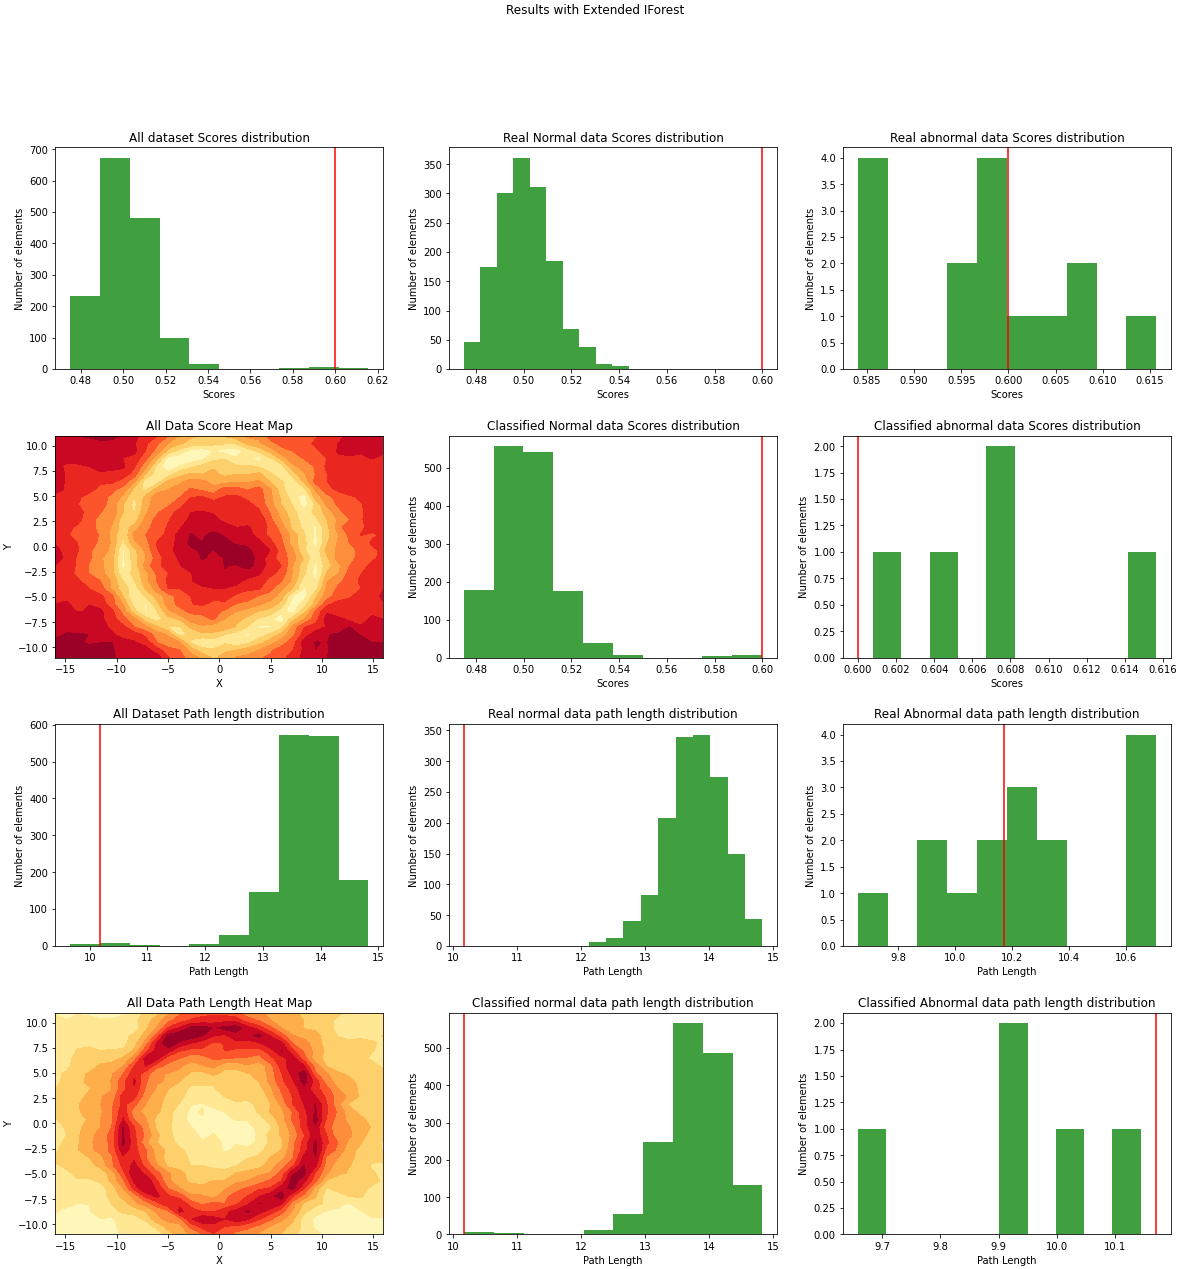 Results with Extended IForest
All dataset Scores distribution
Number of elements
700
600
500
400
300
200
100
0
0.48 0.50 0.52 0.54 0.56 0.58 0.60 0.62
Scores
Real Normal data Scores distribution
Number of elements
350
300
250
200
150
100
50
0
0.48 0.50 0.52 0.54 0.56 0.58 0.60
Scores
Real abnormal data Scores distribution
Number of elements
4.0
3.5
3.0
2.5
2.0
1.5
1.0
0.5
0.0
0.585 0.590 0.595 0.600 0.605 0.610 0.615
Scores
All Data Score Heat Map
Y
10.0
7.5
5.0
2.5
0.0
−2.5
−5.0
−7.5
−10.0
−15 −10 −5 0 5 10 15
X
Classified Normal data Scores distribution
Number of elements
500
400
300
200
100
0
0.48 0.50 0.52 0.54 0.56 0.58 0.60
Scores
Classified abnormal data Scores distribution
Number of elements
2.00
1.75
1.50
1.25
1.00
0.75
0.50
0.25
0.00
0.600 0.602 0.604 0.606 0.608 0.610 0.612 0.614 0.616
Scores
All Dataset Path length distribution
Number of elements
600
500
400
300
200
100
0
10 11 12 13 14 15
Path Length
Real normal data path length distribution
Number of elements
350
300
250
200
150
100
50
0
10 11 12 13 14 15
Path Length
Real Abnormal data path length distribution
Number of elements
4.0
3.5
3.0
2.5
2.0
1.5
1.0
0.5
0.0
9.8 10.0 10.2 10.4 10.6
Path Length
All Data Path Length Heat Map
Y
10.0
7.5
5.0
2.5
0.0
−2.5
−5.0
−7.5
−10.0
−15 −10 −5 0 5 10 15
X
Classified normal data path length distribution
Number of elements
500
400
300
200
100
0
10 11 12 13 14 15
Path Length
Classified Abnormal data path length distribution
Number of elements
2.00
1.75
1.50
1.25
1.00
0.75
0.50
0.25
0.00
9.7 9.8 9.9 10.0 10.1
Path Length